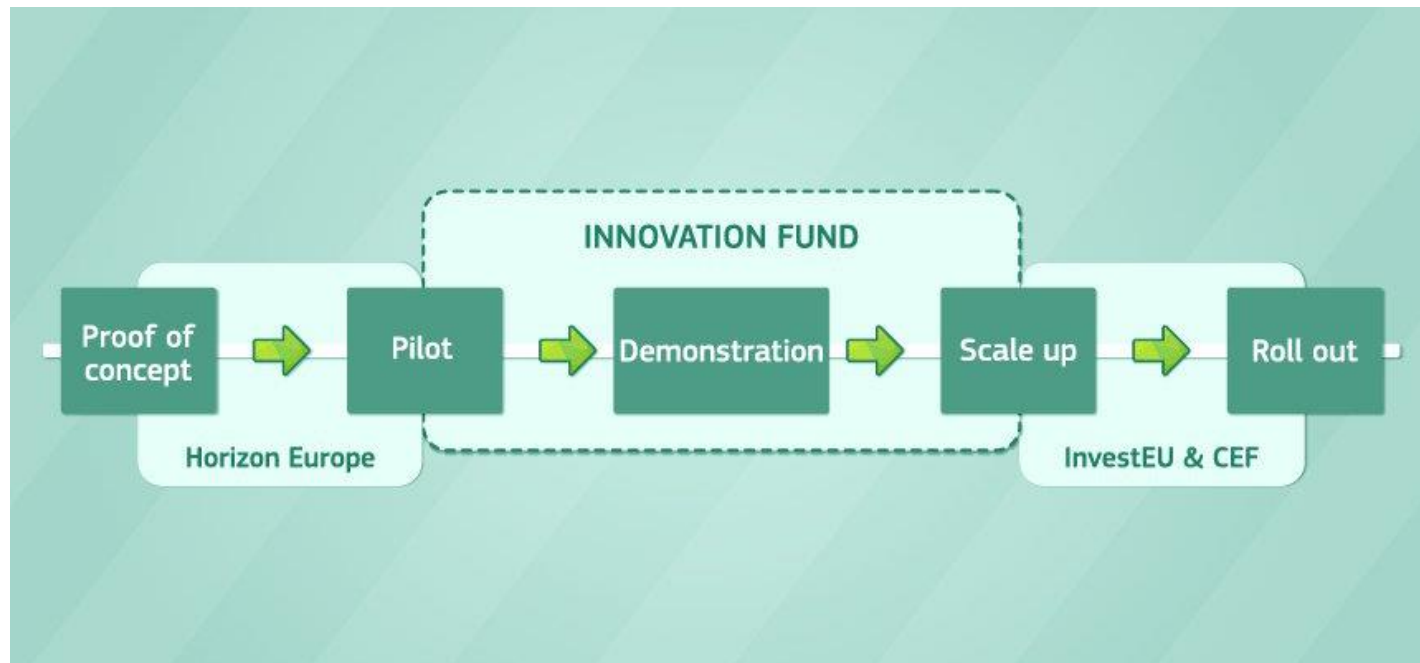 INNOVATION FUND
Proof of
concept
Pilot
Demonstration
Scale up
Roll out
Horizon Europe
InvestEU & CEF